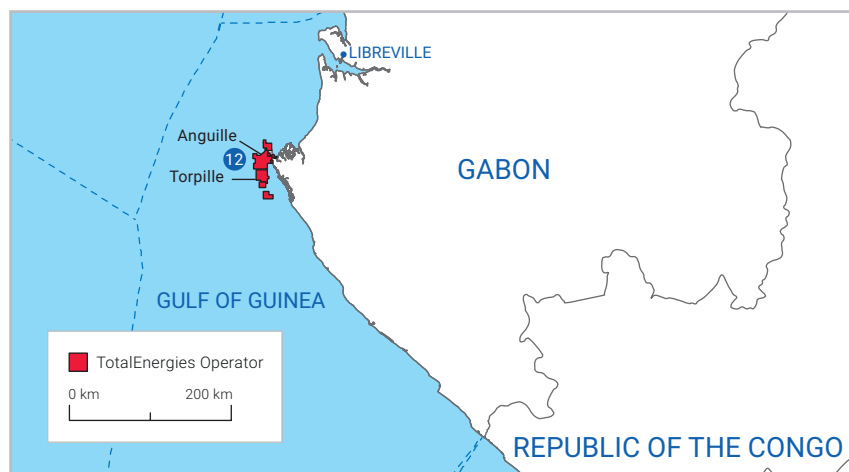 LIBREVILLE
Anguille
12
Torpille
GABON
GULF OF GUINEA
TotalEnergies Operator
0 km 200 km
REPUBLIC OF THE CONGO